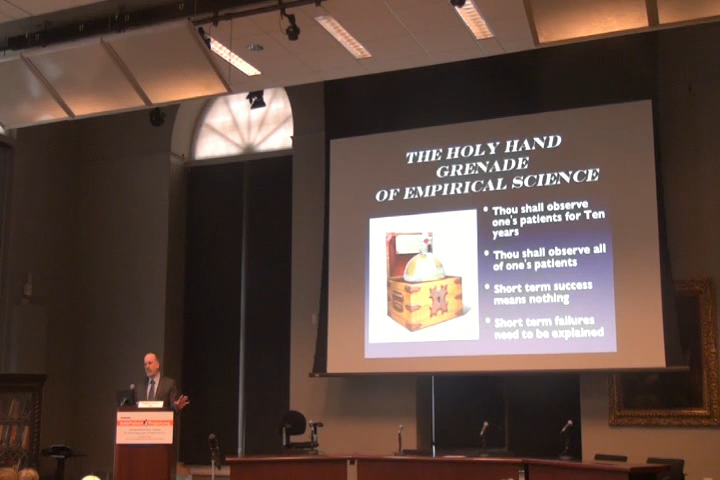 THE HOLY HAND
GRENADE
OF EMPIRICAL SCIENCE
• Thou shall observe
one's patients for Ten
years
• Thou shall observe all
of one's patients
• Short term success
means nothing
• Short term failures
need to be explained